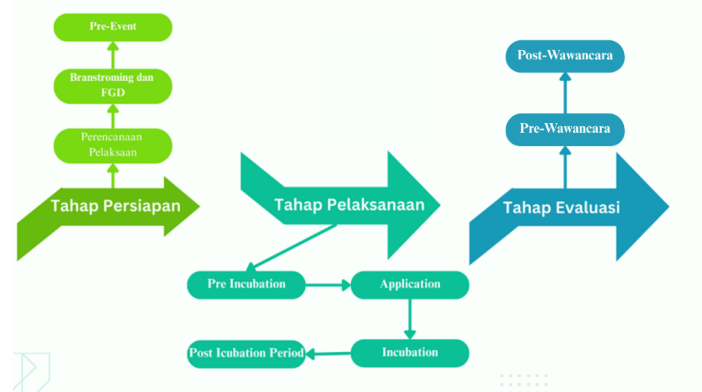 Pre-Event
Branstroming dan
FGD
Perencanaan
Pelaksaan
Tahap Persiapan
Tahap Pelaksanaan
Pre Incubation
Application
Incubation
Post Icubation Period
Post-Wawancara
Pre-Wawancara
Tahap Evaluasi